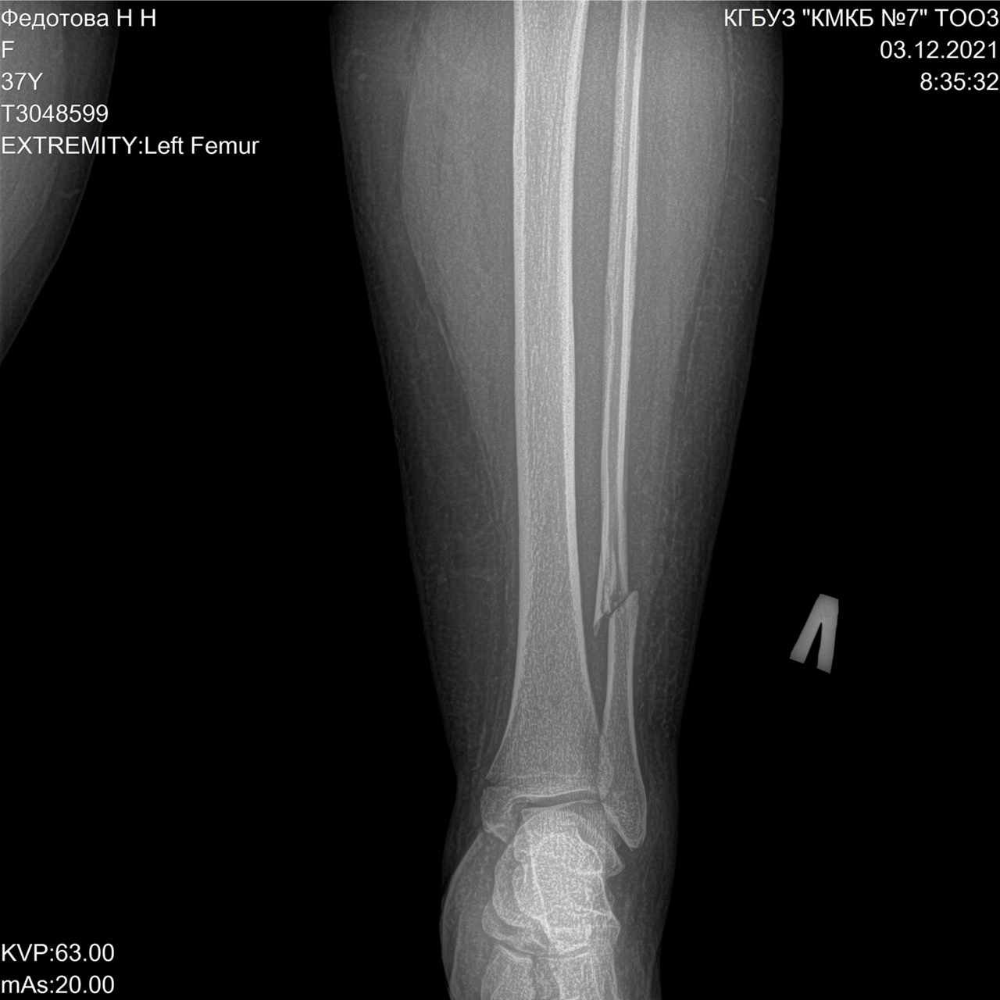 Федотова Н Н
F
37Y
T3048599
EXTREMITY:Left Femur
КГБУЗ "КМКБ №7" ТООЗ
03.12.2021
8:35:32
Л
KVP:63.00
mAs:20.00